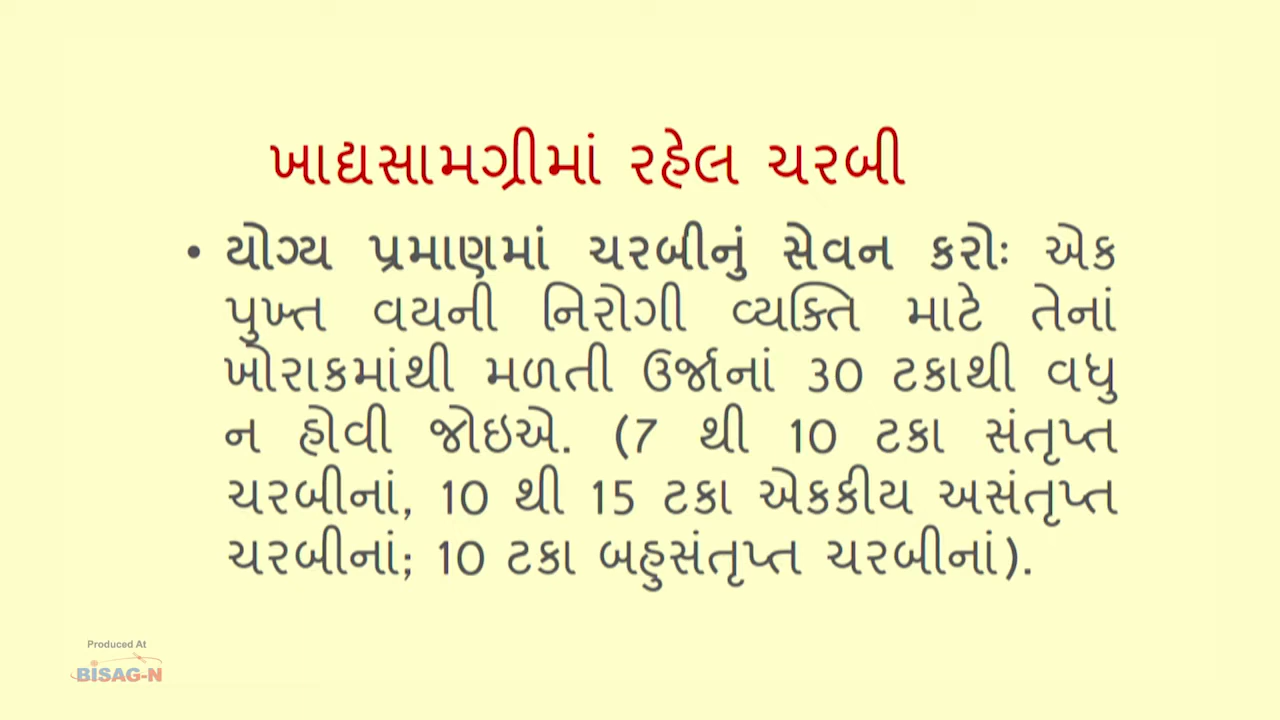 ખાદ્યસામગ્રીમાં રહેલ ચરબી
• યોગ્ય પ્રમાણમાં ચરબીનું સેવન કરોઃ એક
પુખ્ત વયની નિરોગી વ્યક્તિ માટે તેનાં
ખોરાકમાંથી મળતી ઉર્જાનાં 30 ટકાથી વધુ
ન હોવી જોઇએ. (7 થી 10 ટકા સંતૃપ્ત
ચરબીનાં, 10 થી 15 ટકા એકકીય અસંતૃપ્ત
ચરબીનાં; 10 ટકા બહુસંતૃપ્ત ચરબીનાં).
Produced At
BISAG-N